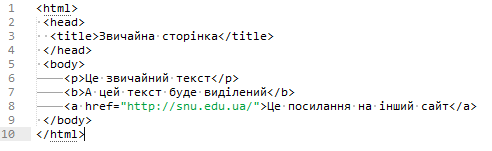 1 <html>
2 <head>
3 <title>Звичайна сторінка</title>
4 </head>
5 <body>
6 <p>Це звичайний текст</p>
7 <b>А цей текст буде виділений</b>
8 <a href="http://snu.edu.ua/">Це посилання на інший сайт</a>
9 </body>
10 </html>